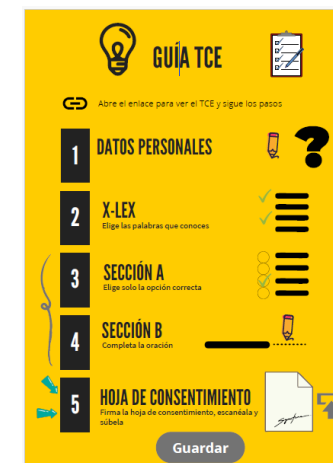 GUÍA TCE
Abre el enlace para ver el TCE y sigue los pasos
1
DATOS PERSONALES
?
2
X-LEX
Elige las palabras que conoces
3
SECCIÓN A
Elige solo la opción correcta
4
SECCIÓN B
Completa la oración
5
HOJA DE CONSENTIMIENTO
Firma la hoja de consentimiento, escanéala y
súbela
Guardar